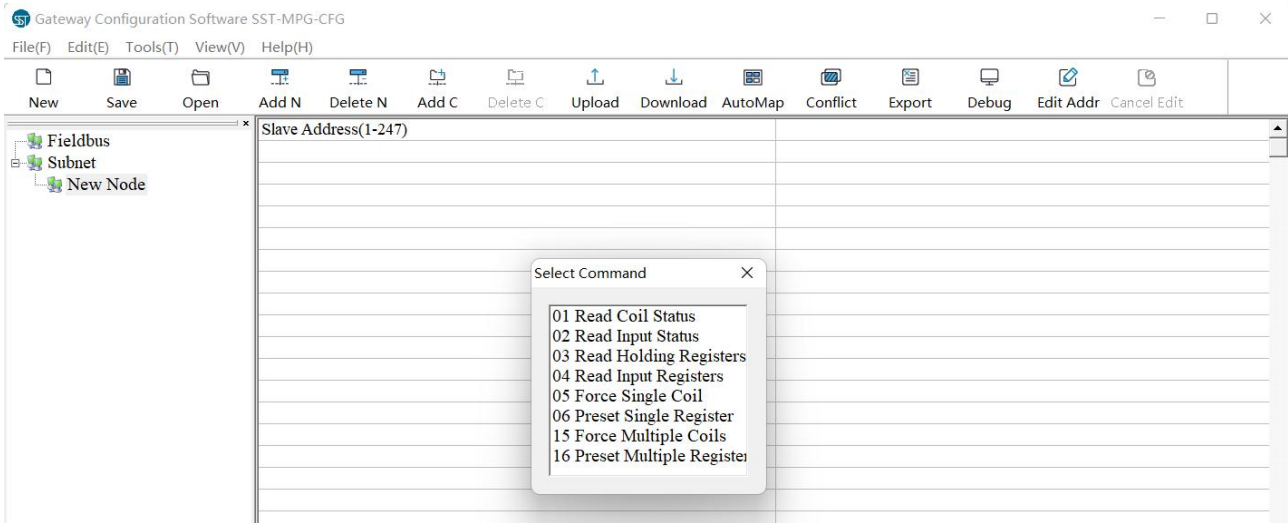 SST Gateway Configuration Software SST-MPG-CFG
File(F) Edit(E) Tools(T) View(V) Help(H)
New Save Open Add N Delete N Add C Delete C Upload Download AutoMap Conflict Export Debug Edit Addr Cancel Edit
Fieldbus
Subnet
New Node
Slave Address(1-247)
Select Command
01 Read Coil Status
02 Read Input Status
03 Read Holding Registers
04 Read Input Registers
05 Force Single Coil
06 Preset Single Register
15 Force Multiple Coils
16 Preset Multiple Register